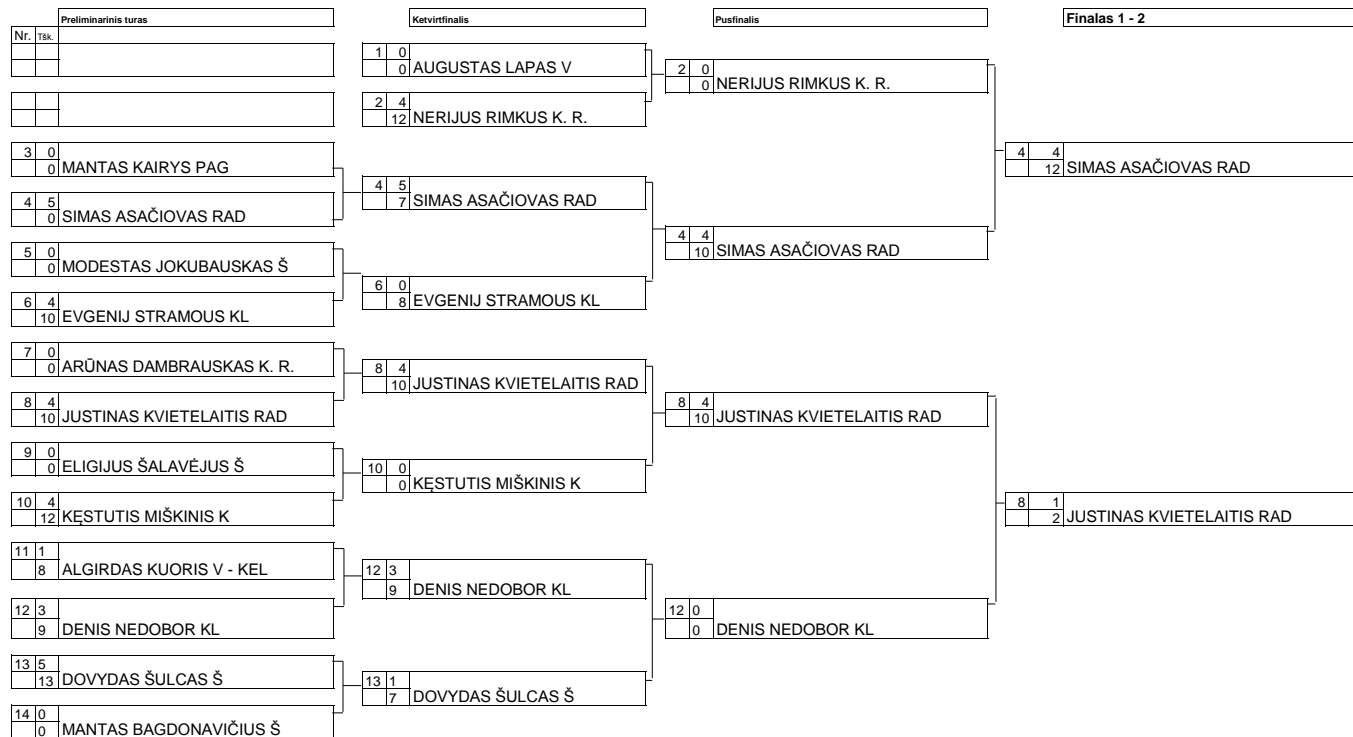 Preliminarinis turas
Ketvirtfinalis
Pusfinalis
Finalas 1 - 2
Nr. Tšk.
1 0
0 AUGUSTAS LAPAS V
2 4
12 NERIJUS RIMKUS K. R.
2 0
0 NERIJUS RIMKUS K. R.
3 0
0 MANTAS KAIRYS PAG
4 5
0 SIMAS ASAČIOVAS RAD
4 5
7 SIMAS ASAČIOVAS RAD
4 4
12 SIMAS ASAČIOVAS RAD
5 0
0 MODESTAS JOKUBAUSKAS Š
6 4
10 EVGENIJ STRAMOUS KL
6 0
8 EVGENIJ STRAMOUS KL
4 4
10 SIMAS ASAČIOVAS RAD
7 0
0 ARŪNAS DAMBRAUSKAS K. R.
8 4
10 JUSTINAS KVIETELAITIS RAD
8 4
10 JUSTINAS KVIETELAITIS RAD
8 4
10 JUSTINAS KVIETELAITIS RAD
9 0
0 ELIGIJUS ŠALAVĖJUS Š
10 4
12 KĘSTUTIS MIŠKINIS K
10 0
0 KĘSTUTIS MIŠKINIS K
8 1
2 JUSTINAS KVIETELAITIS RAD
11 1
8 ALGIRDAS KUORIS V - KEL
12 3
9 DENIS NEDOBOR KL
12 3
9 DENIS NEDOBOR KL
12 0
0 DENIS NEDOBOR KL
13 5
13 DOVYDAS ŠULCAS Š
14 0
0 MANTAS BAGDONAVIČIUS Š
13 1
7 DOVYDAS ŠULCAS Š